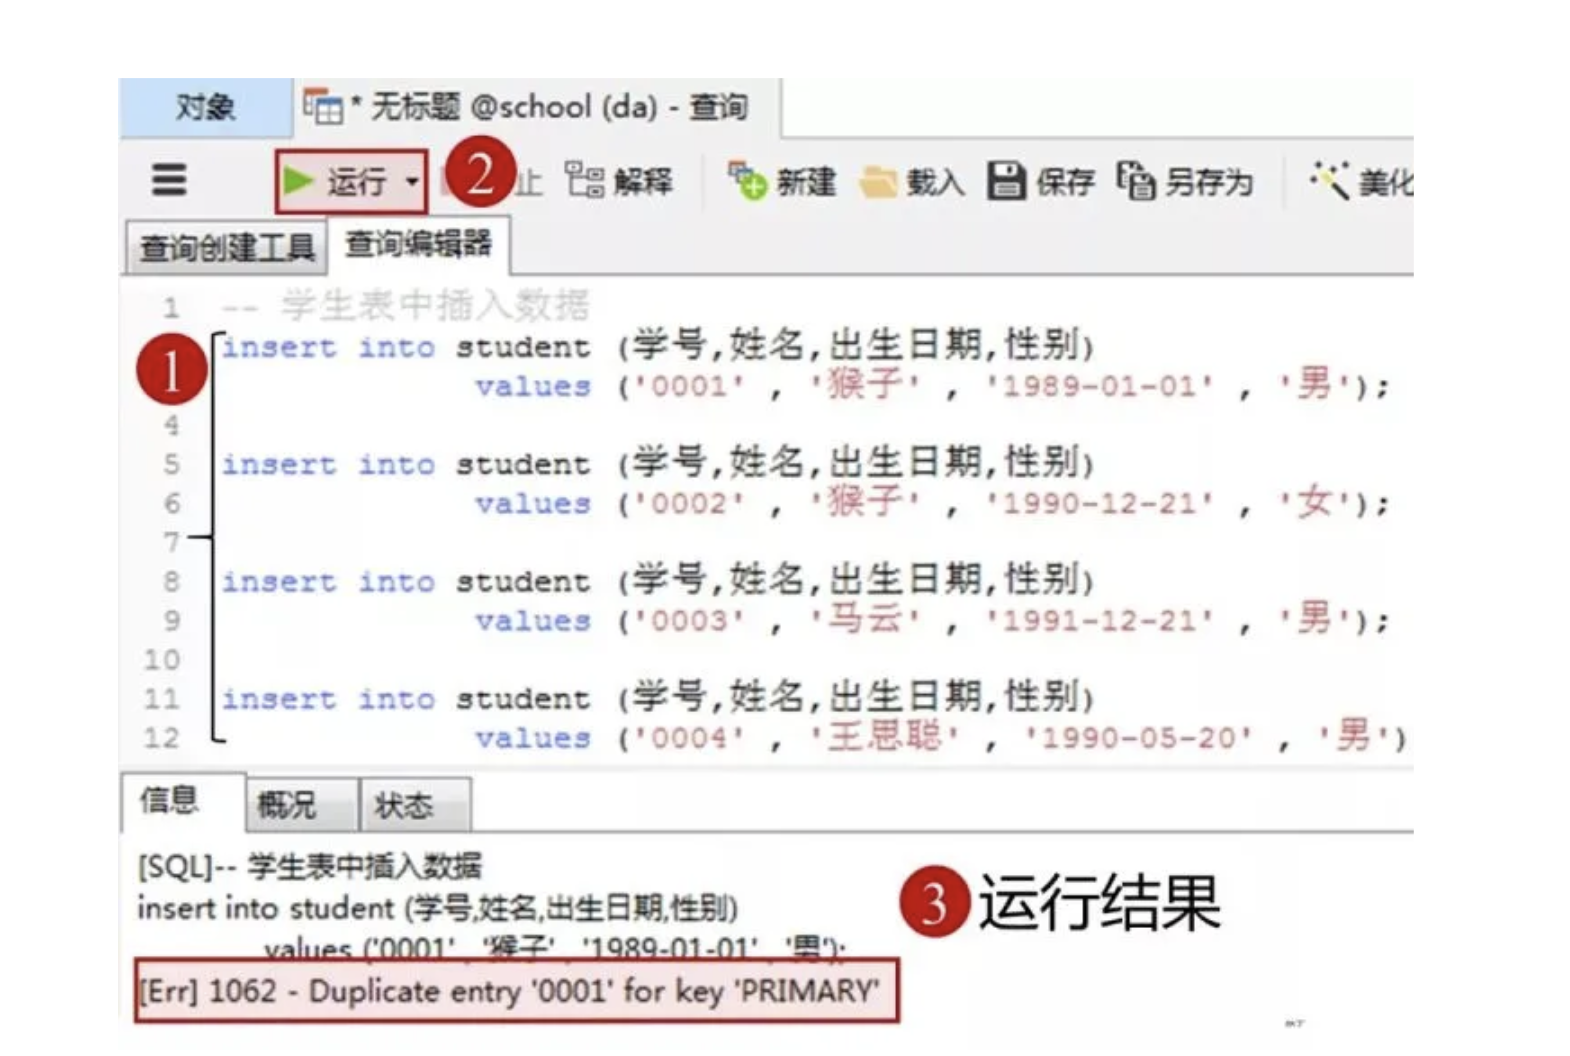 对象 * 无标题 @school (da) - 查询
运行 2 止 解释 新建 载入 保存 另存为 美化
查询创建工具 查询编辑器
1 -- 学生表中插入数据
1 insert into student (学号,姓名,出生日期,性别)
values ('0001' , '猴子' , '1989-01-01' , '男');
4
5 insert into student (学号,姓名,出生日期,性别)
6 values ('0002' , '猴子' , '1990-12-21' , '女');
7
8 insert into student (学号,姓名,出生日期,性别)
9 values ('0003' , '马云' , '1991-12-21' , '男');
10
11 insert into student (学号,姓名,出生日期,性别)
12 values ('0004' , '王思聪' , '1990-05-20' , '男')
信息 概况 状态
[SQL]-- 学生表中插入数据
insert into student (学号,姓名,出生日期,性别)
values ('0001' , '猴子' , '1989-01-01' , '男');
3 运行结果
[Err] 1062 - Duplicate entry '0001' for key 'PRIMARY'